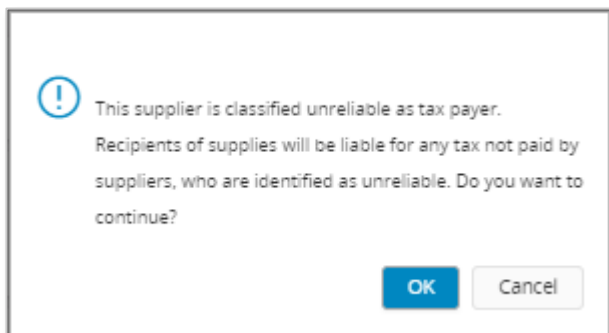 This supplier is classified unreliable as tax payer.
Recipients of supplies will be liable for any tax not paid by
suppliers, who are identified as unreliable. Do you want to
continue?
OK Cancel